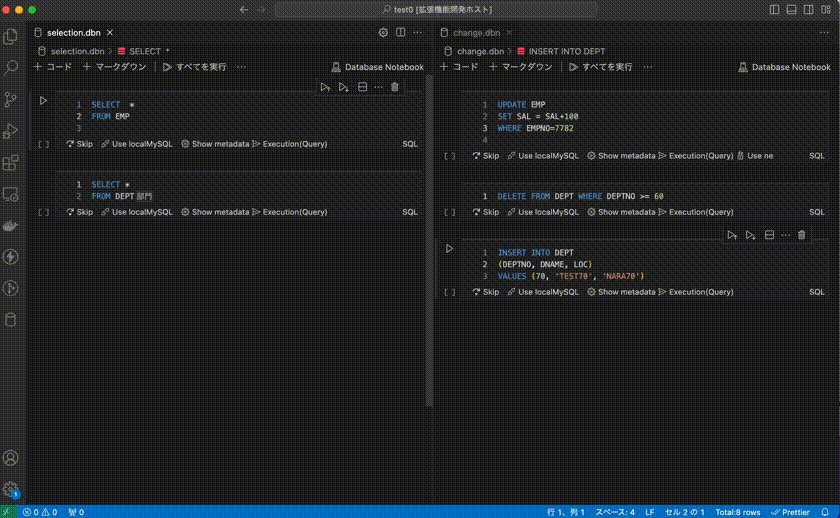 test0 [拡張機能開発ホスト]
selection.dbn
selection.dbn > SELECT *
コード マークダウン すべてを実行 ... Database Notebook
1 SELECT *
2 FROM EMP
3
[ ] Skip Use localMySQL Show metadata Execution(Query) SQL
1 SELECT *
2 FROM DEPT 部門
[ ] Skip Use localMySQL Show metadata Execution(Query) SQL
change.dbn
change.dbn > INSERT INTO DEPT
コード マークダウン すべてを実行 ... Database Notebook
1 UPDATE EMP
2 SET SAL = SAL+100
3 WHERE EMPNO=7782
4
[ ] Skip Use localMySQL Show metadata Execution(Query) Use ne SQL
1 DELETE FROM DEPT WHERE DEPTNO >= 60
[ ] Skip Use localMySQL Show metadata Execution(Query) SQL
1 INSERT INTO DEPT
2 (DEPTNO, DNAME, LOC)
3 VALUES (70, 'TEST70', 'NARA70')
[ ] Skip Use localMySQL Show metadata Execution(Query) SQL
1
0 0 0 行 1、列 1 スペース: 4 LF セル 2 の 1 Total:8 rows Prettier